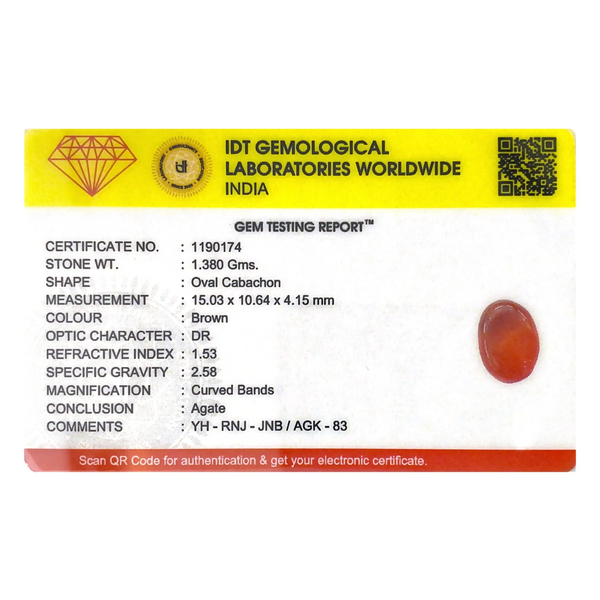 IDT GEMOLOGICAL
LABORATORIES WORLDWIDE
INDIA
GEM TESTING REPORT™
CERTIFICATE NO. : 1190174
STONE WT. : 1.380 Gms.
SHAPE : Oval Cabachon
MEASUREMENT : 15.03 x 10.64 x 4.15 mm
COLOUR : Brown
OPTIC CHARACTER : DR
REFRACTIVE INDEX : 1.53
SPECIFIC GRAVITY : 2.58
MAGNIFICATION : Curved Bands
CONCLUSION : Agate
COMMENTS : YH - RNJ - JNB / AGK - 83
Scan QR Code for authentication & get your electronic certificate.